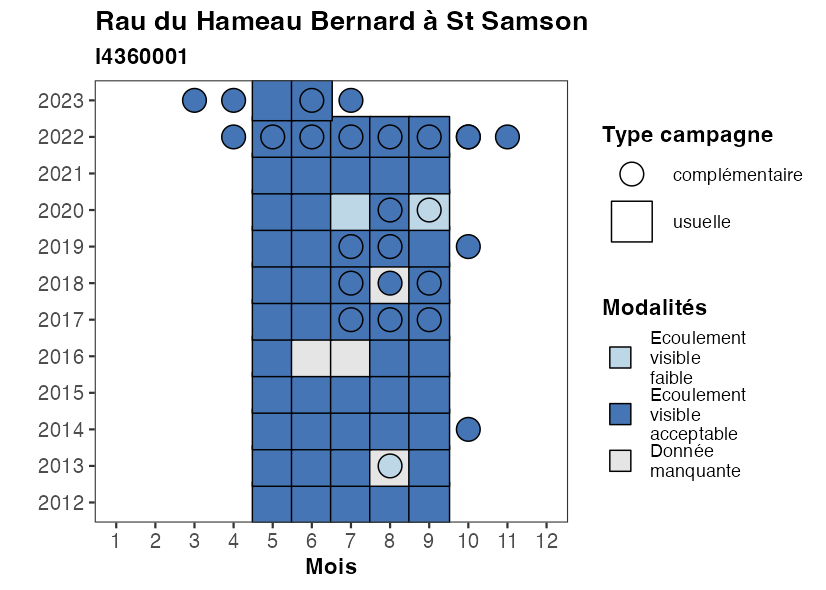 Rau du Hameau Bernard à St Samson
I4360001
2023
2022
2021
2020
2019
2018
2017
2016
2015
2014
2013
2012
1 2 3 4 5 6 7 8 9 10 11 12
Mois
Type campagne
complémentaire
usuelle
Modalités
Ecoulement
visible
faible
Ecoulement
visible
acceptable
Donnée
manquante